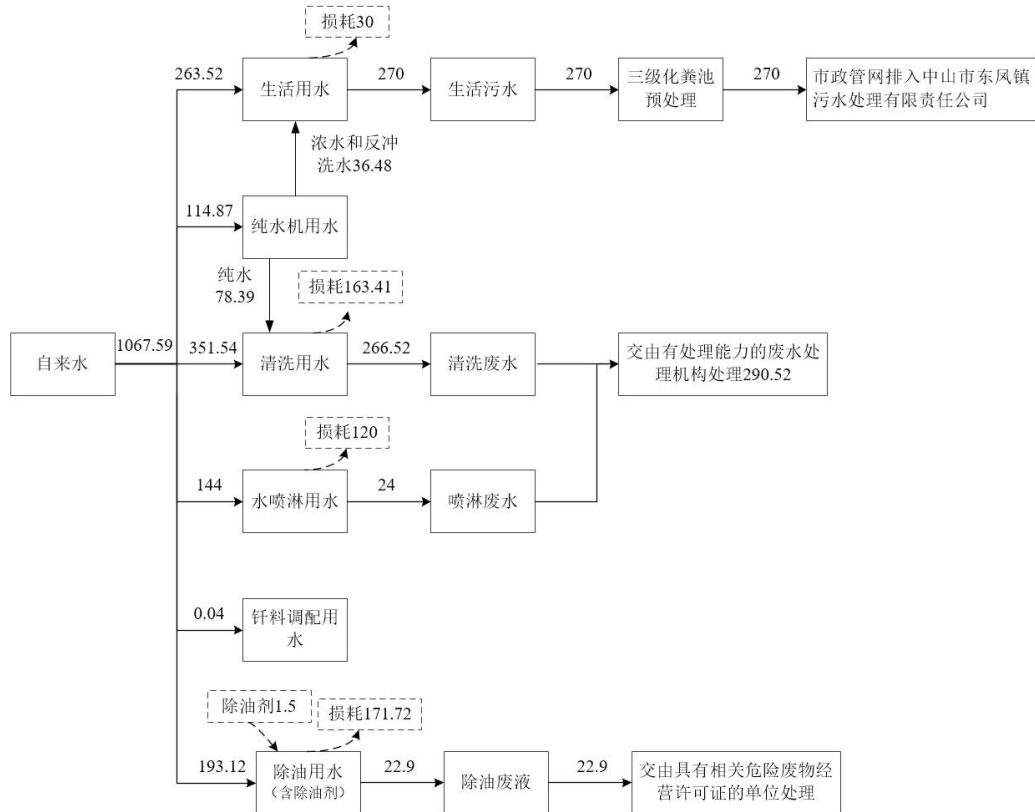 损耗30
263.52
生活用水
270
生活污水
270
三级化粪池
预处理
270
市政管网排入中山市东凤镇
污水处理有限责任公司
浓水和反冲
洗水36.48
114.87
纯水机用水
纯水
78.39
损耗163.41
自来水
1067.59
351.54
清洗用水
266.52
清洗废水
交由有处理能力的废水处
理机构处理290.52
损耗120
144
水喷淋用水
24
喷淋废水
0.04
钎料调配用
水
除油剂1.5
损耗171.72
193.12
除油用水
（含除油剂）
22.9
除油废液
22.9
交由具有相关危险废物经
营许可证的单位处理